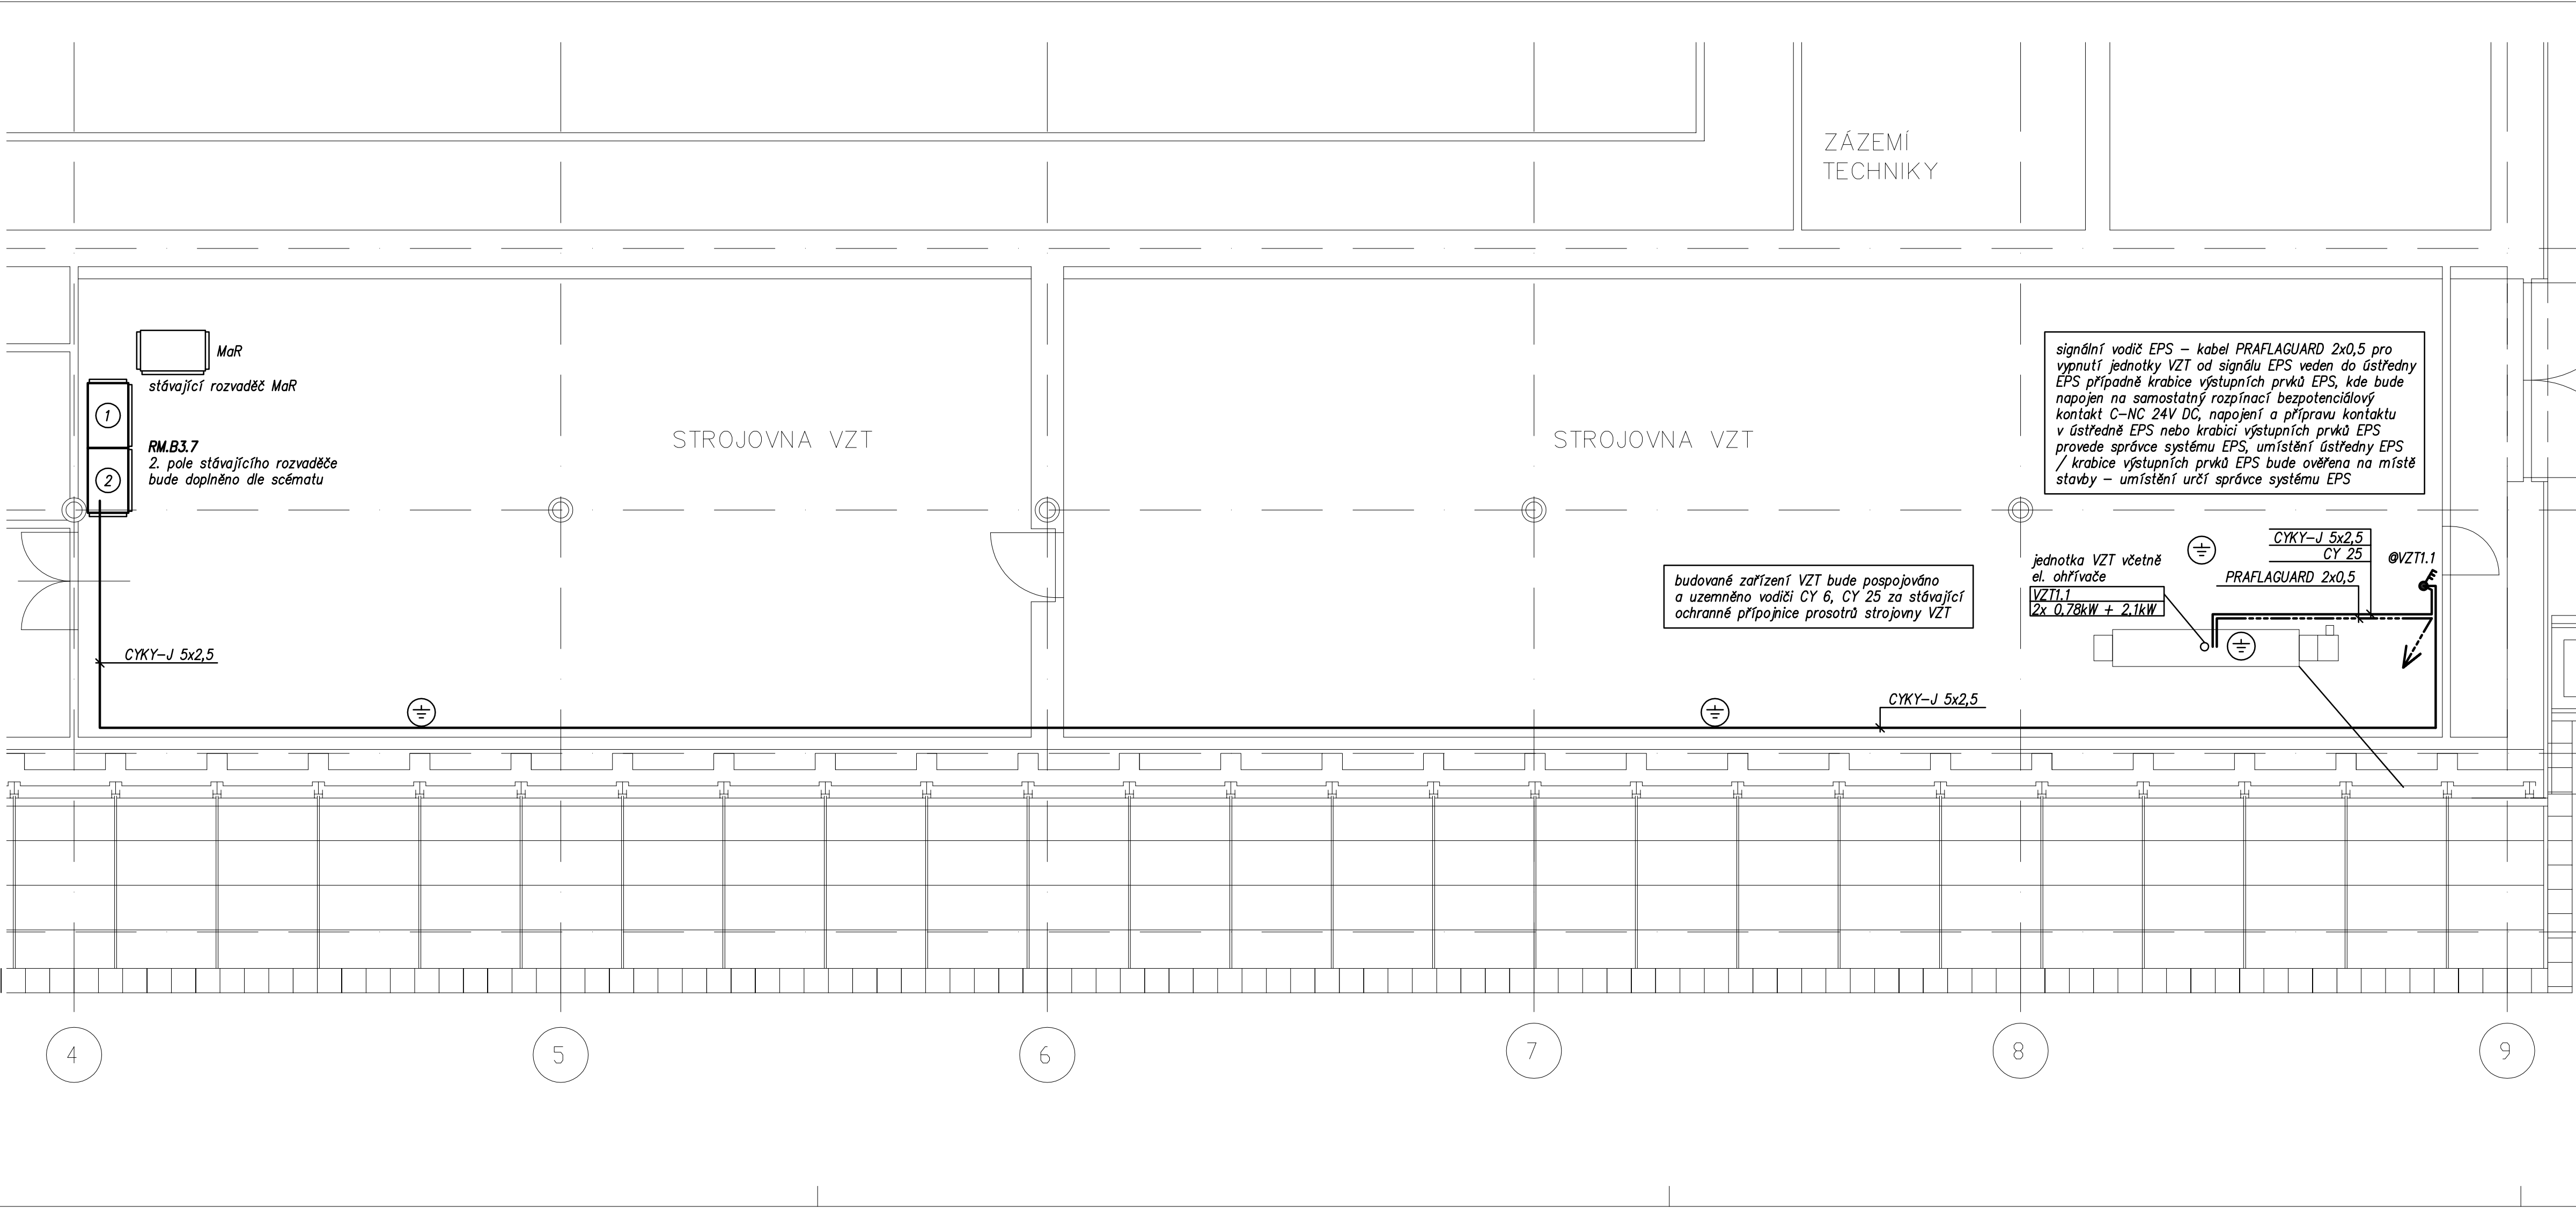 ZÁZEMÍ
TECHNIKY
MaR
stávající rozvaděč MaR
1
RM.B3.7
2. pole stávajícího rozvaděče
bude doplněno dle scématu
2
STROJOVNA VZT
STROJOVNA VZT
signální vodič EPS – kabel PRAFLAGUARD 2x0,5 pro
vypnutí jednotky VZT od signálu EPS veden do ústředny
EPS případně krabice výstupních prvků EPS, kde bude
napojen na samostatný rozpínací bezpotenciálový
kontakt C–NC 24V DC, napojení a přípravu kontaktu
v ústředně EPS nebo krabici výstupních prvků EPS
provede správce systému EPS, umístění ústředny EPS
/ krabice výstupních prvků EPS bude ověřena na místě
stavby – umístění určí správce systému EPS
CYKY–J 5x2,5
CY 25
@VZT1.1
PRAFLAGUARD 2x0,5
jednotka VZT včetně
el. ohřívače
VZT1.1
2x 0,78kW + 2,1kW
budované zařízení VZT bude pospojováno
a uzemněno vodiči CY 6, CY 25 za stávající
ochranné přípojnice prosotrů strojovny VZT
CYKY–J 5x2,5
CYKY–J 5x2,5
4
5
6
7
8
9